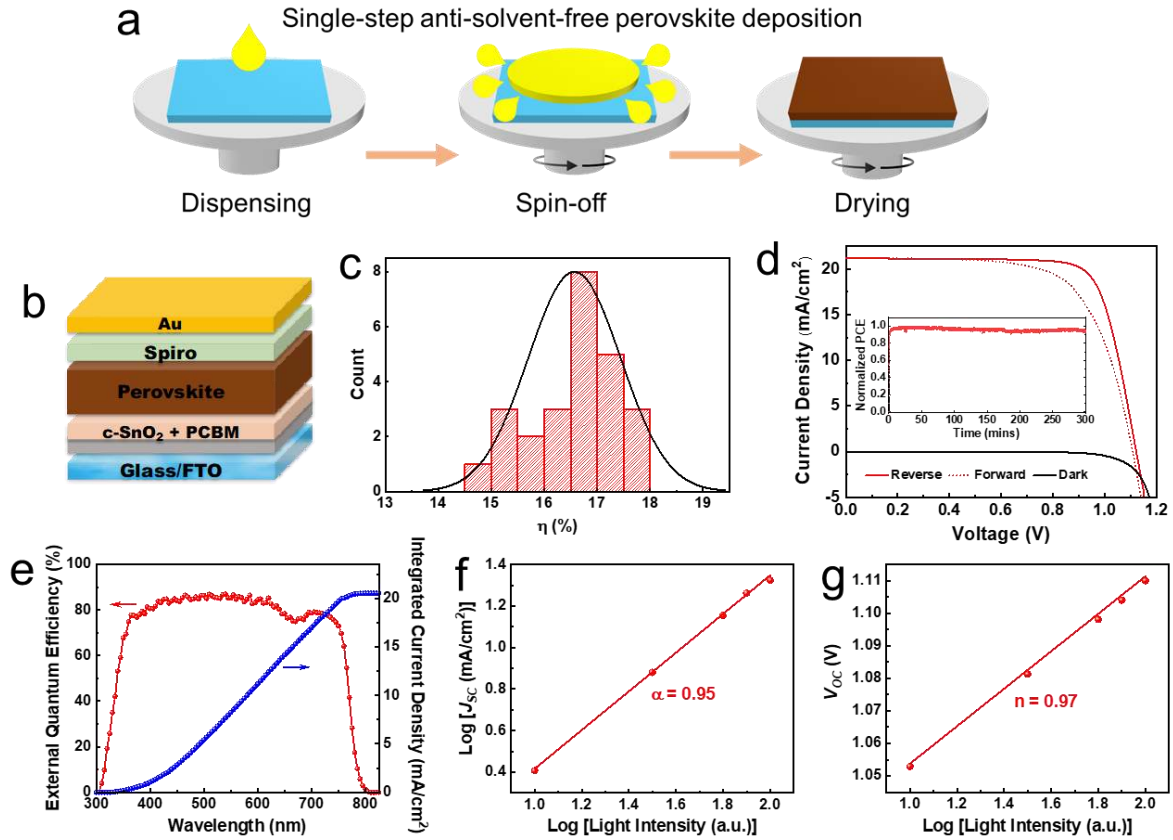 a
Single-step anti-solvent-free perovskite deposition
Dispensing
Spin-off
Drying
b
Au
Spiro
Perovskite
c-SnO₂ + PCBM
Glass/FTO
c
Count
8
6
4
2
0
13
14
15
16
17
18
19
η (%)
d
Current Density (mA/cm²)
20
15
10
5
0
-5
Normalized PCE
1.0
0.8
0.6
0.4
0.2
0.0
0
50
100
150
200
250
300
Time (mins)
Reverse
Forward
Dark
0.0
0.2
0.4
0.6
0.8
1.0
1.2
Voltage (V)
e
External Quantum Efficiency (%)
100
80
60
40
20
0
300
400
500
600
700
800
Wavelength (nm)
20
15
10
5
0
Integrated Current Density (mA/cm²)
f
Log [J_SC (mA/cm²)]
1.4
1.2
1.0
0.8
0.6
0.4
α = 0.95
1.0
1.2
1.4
1.6
1.8
2.0
Log [Light Intensity (a.u.)]
g
V_OC (V)
1.11
1.10
1.09
1.08
1.07
1.06
1.05
n = 0.97
1.0
1.2
1.4
1.6
1.8
2.0
Log [Light Intensity (a.u.)]